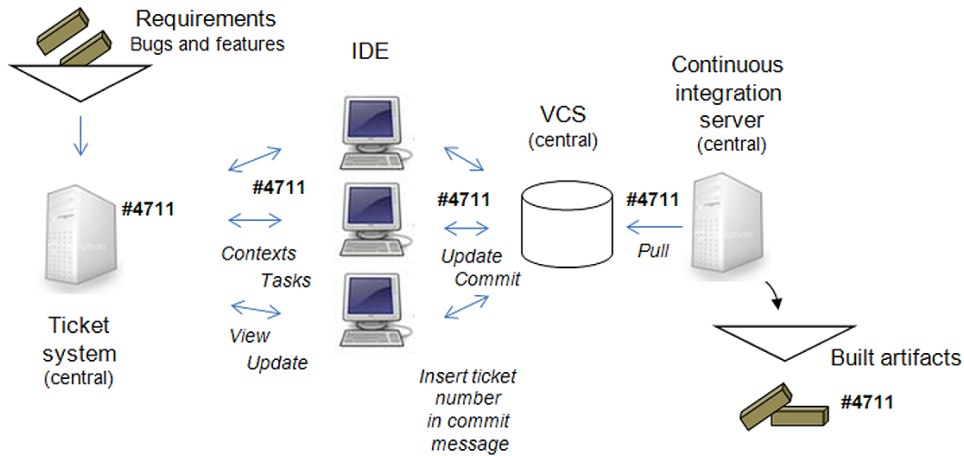 Requirements
Bugs and features
IDE
Continuous
integration
server
(central)
VCS
(central)
#4711
#4711
#4711
#4711
Contexts
Tasks
Update
Commit
Pull
Ticket
system
(central)
View
Update
Insert ticket
number
in commit
message
Built artifacts
#4711